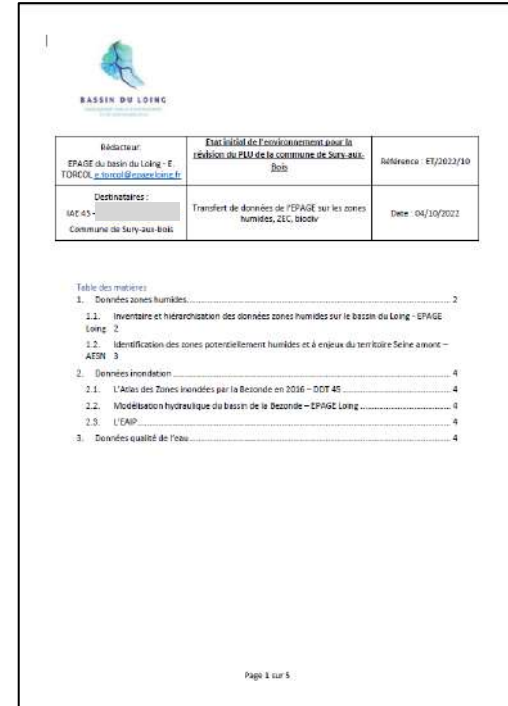 BASSIN DU LOING
Rédacteur:
EPAGE du bassin du Loing - E.
TORCOL e.torcol@epageloing.fr
Etat initial de l'environnement pour la
révision du PLU de la commune de Sury-aux-
Bois
Référence : ET/2022/10
Destinataires :
IAE 45 -
Commune de Sury-aux-bois
Transfert de données de l'EPAGE sur les zones
humides, ZEC, biodiv
Date : 04/10/2022
Table des matières
1. Données zones humides 2
1.1. Inventaire et hiérarchisation des données zones humides sur le bassin du Loing - EPAGE
Loing 2
1.2. Identification des zones potentiellement humides et à enjeux du territoire Seine amont –
AESN 3
2. Données inondation 4
2.1. L'Atlas des Zones inondées par la Bezonde en 2016 – DDT 45 4
2.2. Modélisation hydraulique du bassin de la Bezonde – EPAGE Loing 4
2.3. L'EAIP 4
3. Données qualité de l'eau 4
Page 1 sur 5